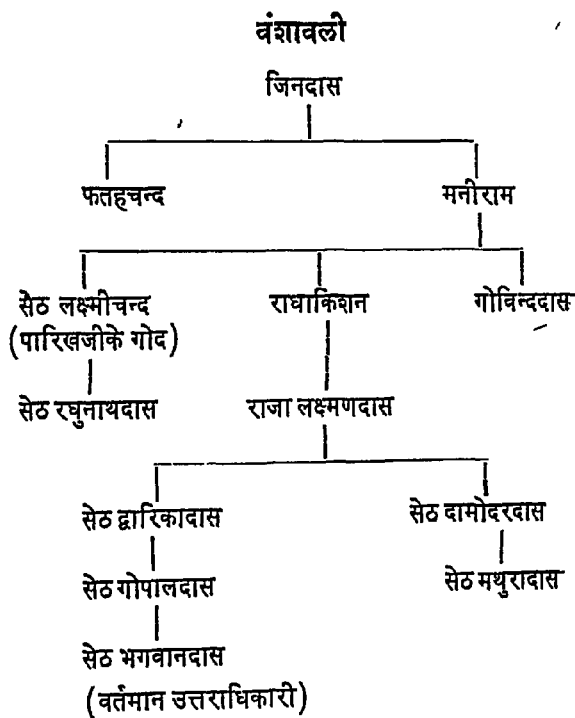 वंशावली
जिनदास
फतहचन्द मनीराम
सेठ लक्ष्मीचन्द राधाकिशन गोविन्ददास
(पारिखजीके गोद)
सेठ रघुनाथदास राजा लक्ष्मणदास
सेठ द्वारिकादास सेठ दामोदरदास
सेठ गोपालदास सेठ मथुरादास
सेठ भगवानदास
(वर्तमान उत्तराधिकारी)